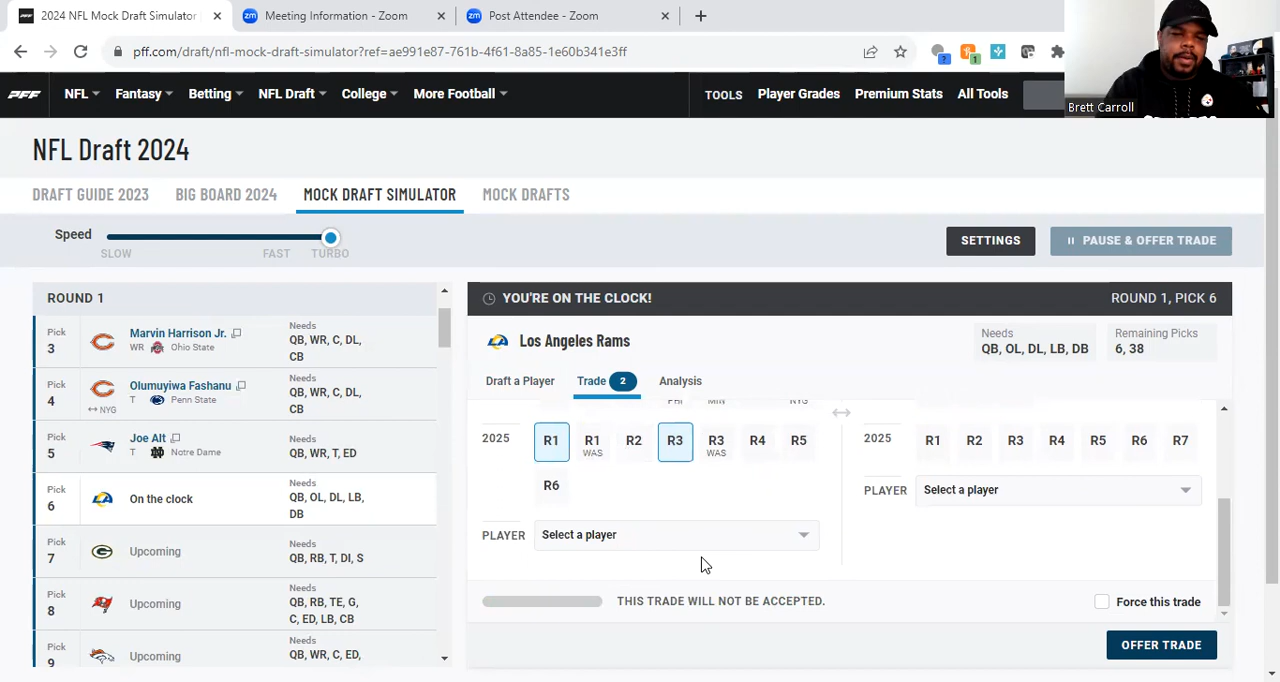 2024 NFL Mock Draft Simulator
Meeting Information - Zoom
Post Attendee - Zoom
pff.com/draft/nfl-mock-draft-simulator?ref=ae991e87-761b-4f61-8a85-1e60b341e3ff
PFF NFL Fantasy Betting NFL Draft College More Football TOOLS Player Grades Premium Stats All Tools
Brett Carroll
NFL Draft 2024
DRAFT GUIDE 2023 BIG BOARD 2024 MOCK DRAFT SIMULATOR MOCK DRAFTS
Speed
SLOW FAST TURBO
SETTINGS PAUSE & OFFER TRADE
ROUND 1
Pick
3
Marvin Harrison Jr.
WR Ohio State
Needs
QB, WR, C, DL,
CB
Pick
4
NYG
Olumuyiwa Fashanu
T Penn State
Needs
QB, WR, C, DL,
CB
Pick
5
Joe Alt
T Notre Dame
Needs
QB, WR, T, ED
Pick
6
On the clock
Needs
QB, OL, DL, LB,
DB
Pick
7
Upcoming
Needs
QB, RB, T, DI, S
Pick
8
Upcoming
Needs
QB, RB, TE, G,
C, ED, LB, CB
Pick
9
Upcoming
Needs
QB, WR, C, ED,
YOU'RE ON THE CLOCK! ROUND 1, PICK 6
Los Angeles Rams
Needs
QB, OL, DL, LB, DB
Remaining Picks
6, 38
Draft a Player Trade 2 Analysis
PHI MIN NYG
2025 R1 R1 R2 R3 R3 R4 R5
WAS WAS
R6
PLAYER Select a player
2025 R1 R2 R3 R4 R5 R6 R7
PLAYER Select a player
THIS TRADE WILL NOT BE ACCEPTED.
Force this trade
OFFER TRADE